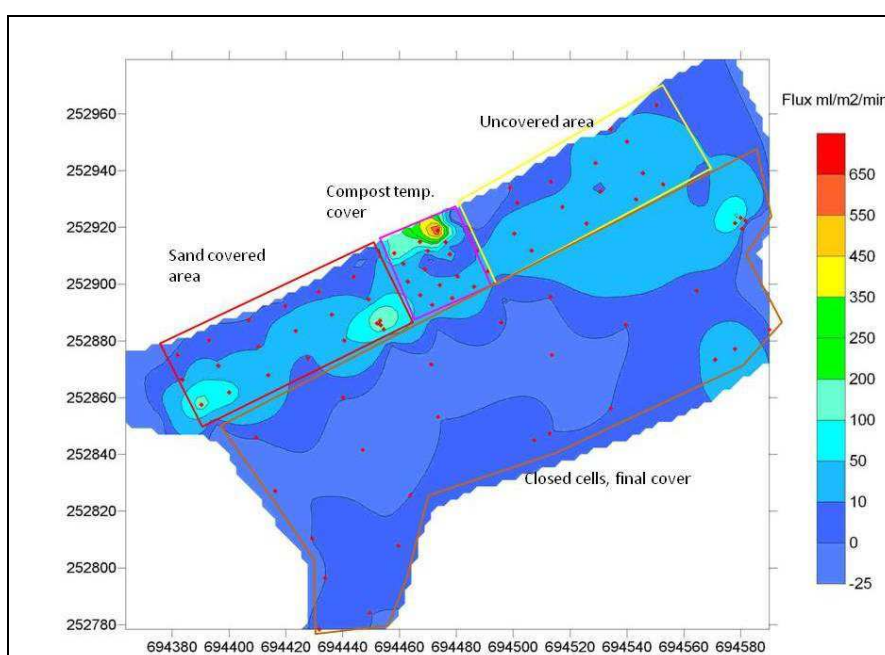 Flux ml/m2/min
Uncovered area
Compost temp.
cover
Sand covered
area
Closed cells, final cover
252960
252940
252920
252900
252880
252860
252840
252820
252800
252780
694380 694400 694420 694440 694460 694480 694500 694520 694540 694560 694580
650
550
450
350
250
200
100
50
10
0
-25